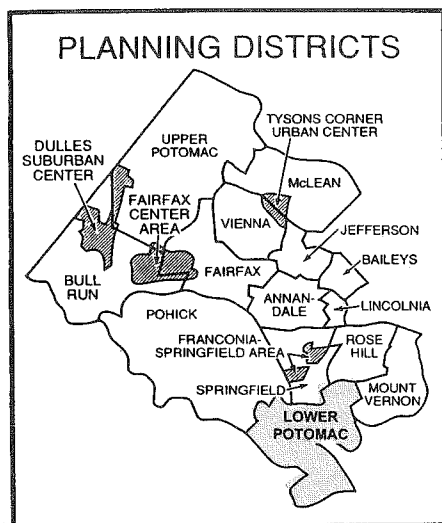 PLANNING DISTRICTS
TYSONS CORNER
URBAN CENTER
UPPER
POTOMAC
DULLES
SUBURBAN
CENTER
McLEAN
FAIRFAX
CENTER
AREA
VIENNA
JEFFERSON
BAILEYS
BULL
RUN
FAIRFAX
ANNAN-
DALE
LINCOLNIA
POHICK
FRANCONIA-
SPRINGFIELD AREA
ROSE
HILL
SPRINGFIELD
MOUNT
VERNON
LOWER
POTOMAC